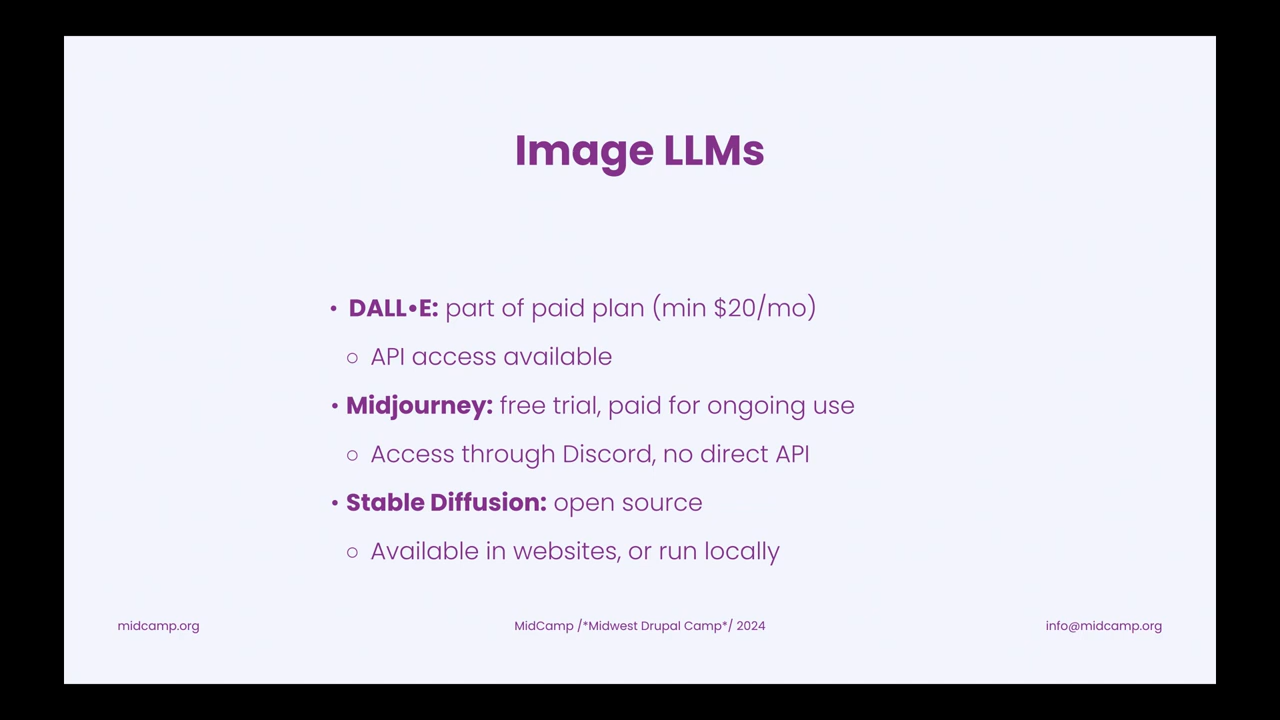 Image LLMs
• DALL•E: part of paid plan (min $20/mo)
○ API access available
• Midjourney: free trial, paid for ongoing use
○ Access through Discord, no direct API
• Stable Diffusion: open source
○ Available in websites, or run locally
midcamp.org
MidCamp /*Midwest Drupal Camp*/ 2024
info@midcamp.org